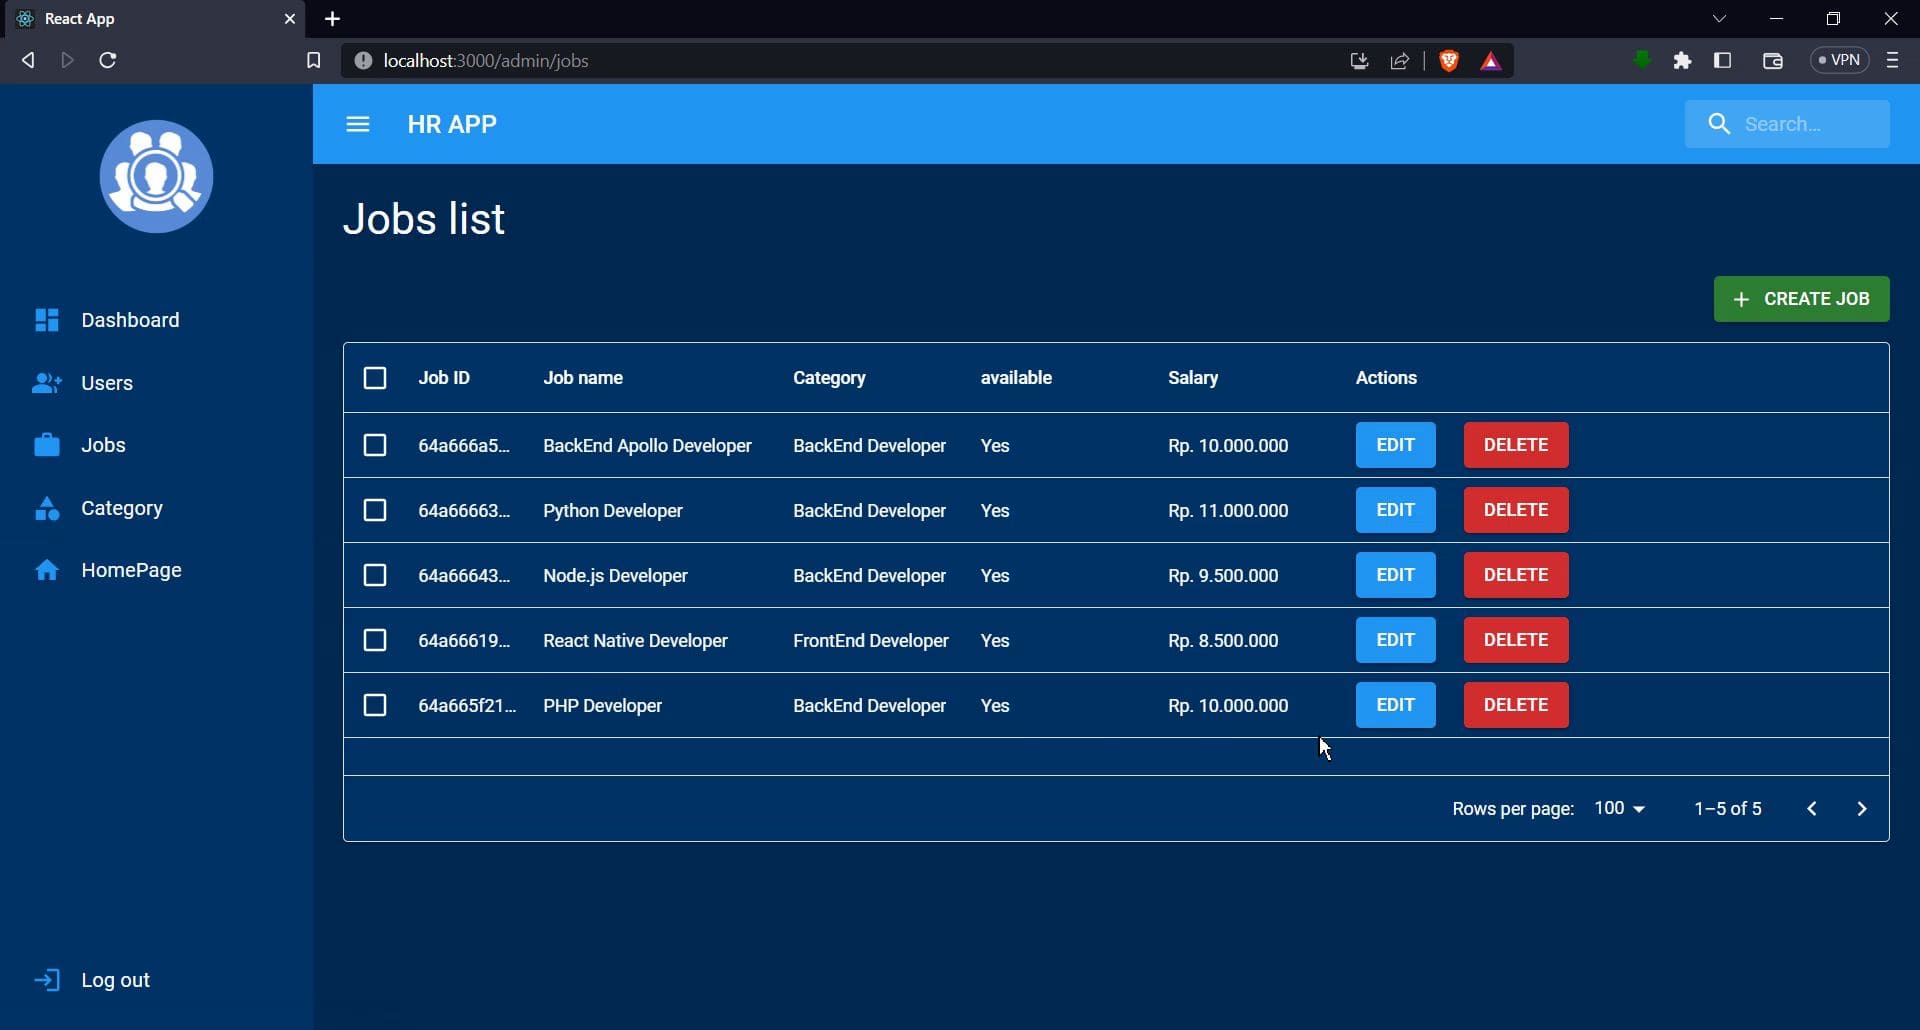 React App
localhost:3000/admin/jobs
VPN
HR APP
Search...
Dashboard
Users
Jobs
Category
HomePage
Log out
Jobs list
CREATE JOB
Job ID Job name Category available Salary Actions
64a666a5... BackEnd Apollo Developer BackEnd Developer Yes Rp. 10.000.000 EDIT DELETE
64a66663... Python Developer BackEnd Developer Yes Rp. 11.000.000 EDIT DELETE
64a66643... Node.js Developer BackEnd Developer Yes Rp. 9.500.000 EDIT DELETE
64a66619... React Native Developer FrontEnd Developer Yes Rp. 8.500.000 EDIT DELETE
64a665f21... PHP Developer BackEnd Developer Yes Rp. 10.000.000 EDIT DELETE
Rows per page: 100 1–5 of 5